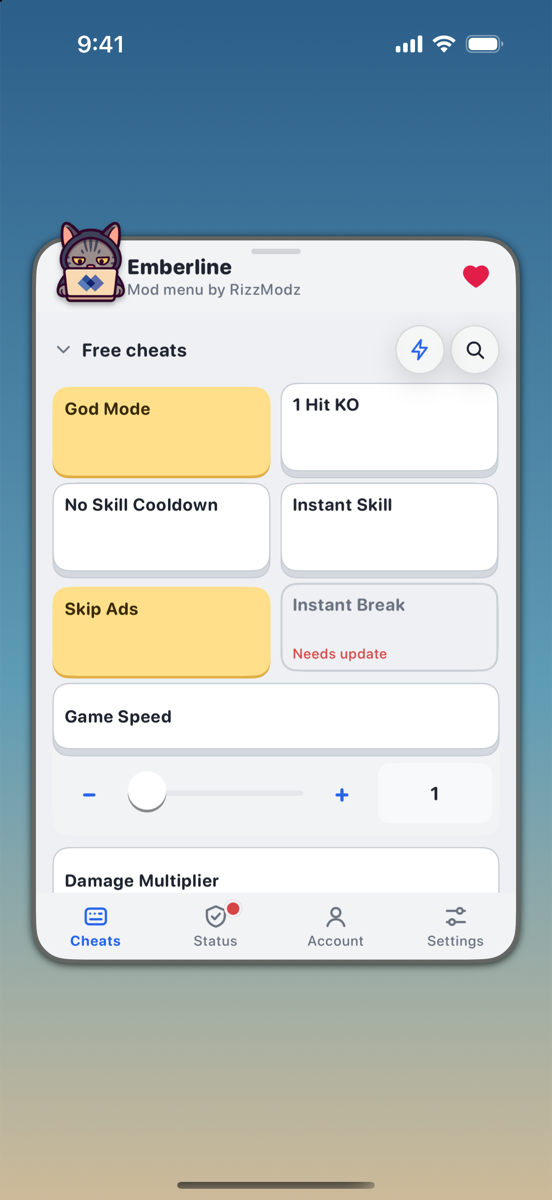 9:41
Emberline
Mod menu by RizzModz
Free cheats
God Mode
1 Hit KO
No Skill Cooldown
Instant Skill
Skip Ads
Instant Break
Needs update
Game Speed
1
Damage Multiplier
Cheats
Status
Account
Settings